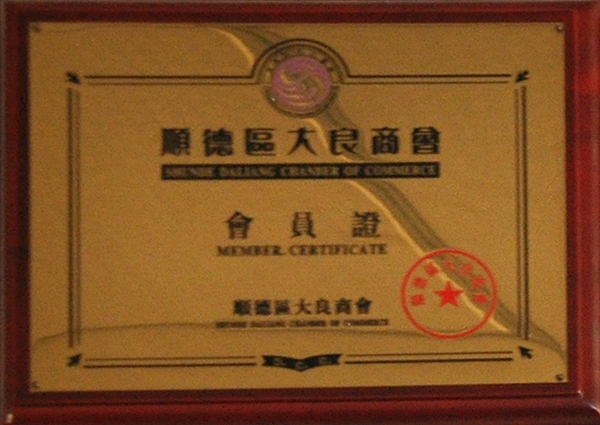 順德區大良商會
SHUNDE DALIANG CHAMBER OF COMMERCE
會員證
MEMBER CERTIFICATE
順德區大良商會
SHUNDE DALIANG CHAMBER OF COMMERCE